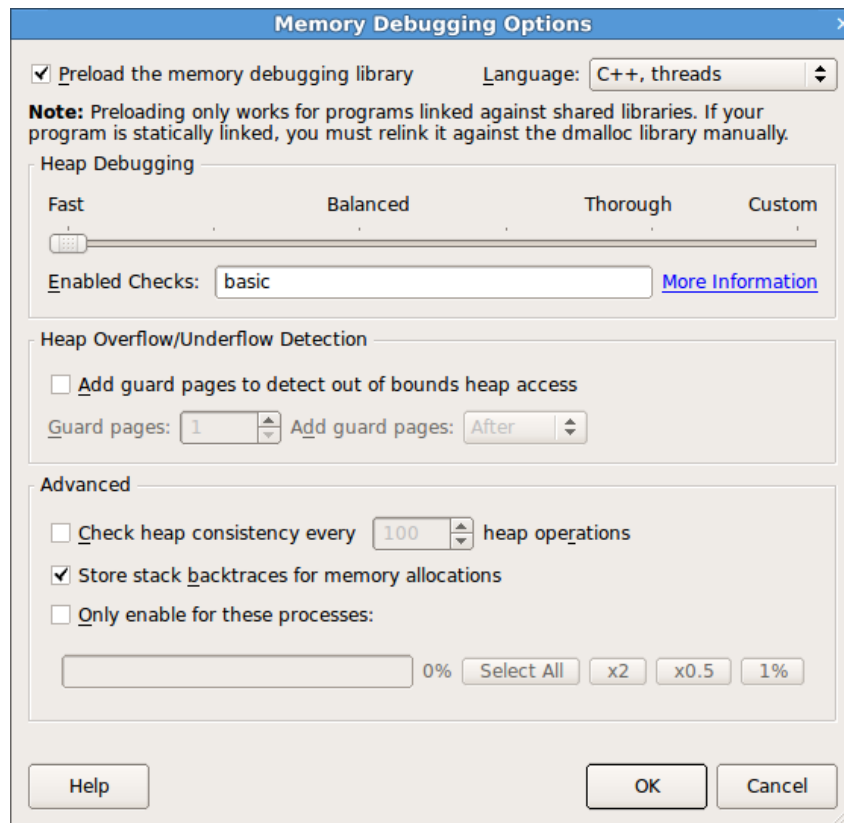 Memory Debugging Options ×
Preload the memory debugging library Language: C++, threads
Note: Preloading only works for programs linked against shared libraries. If your
program is statically linked, you must relink it against the dmalloc library manually.
Heap Debugging
Fast Balanced Thorough Custom
Enabled Checks: basic More Information
Heap Overflow/Underflow Detection
Add guard pages to detect out of bounds heap access
Guard pages: 1 Add guard pages: After
Advanced
Check heap consistency every 100 heap operations
Store stack backtraces for memory allocations
Only enable for these processes:
0% Select All x2 x0.5 1%
Help OK Cancel